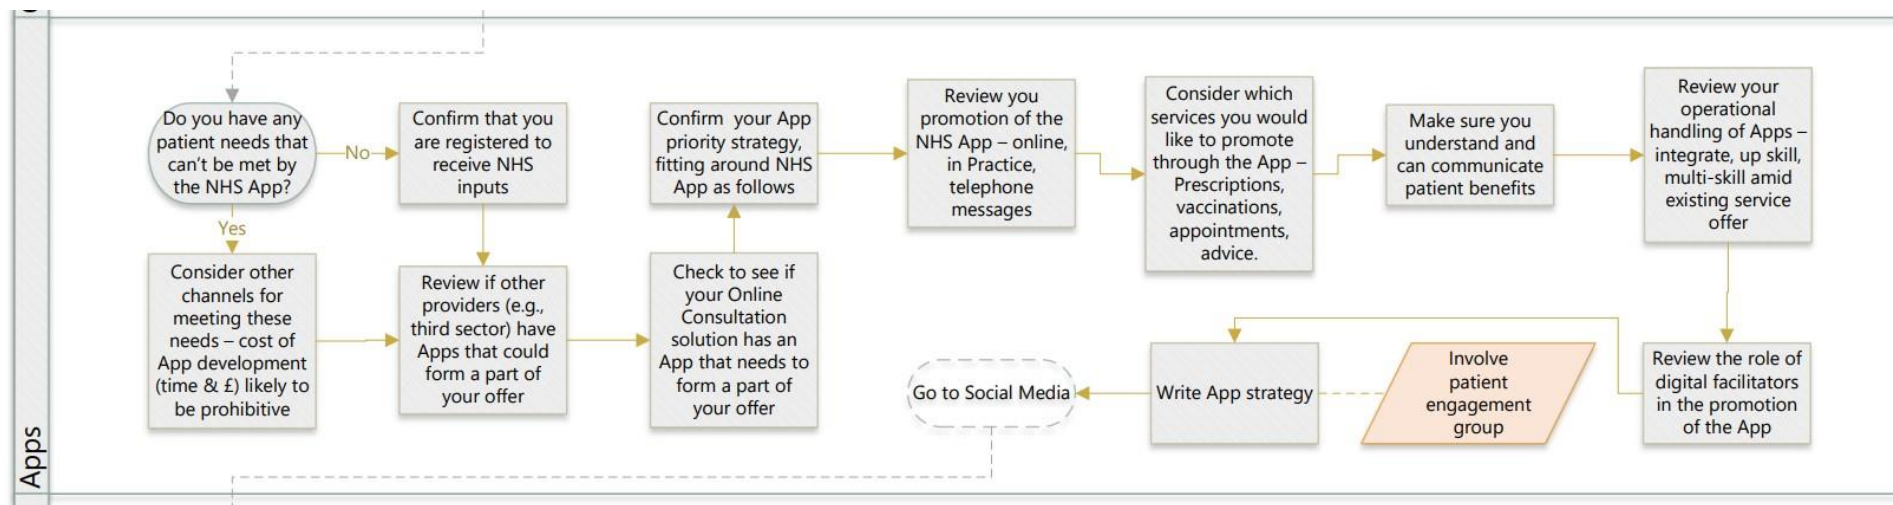 Apps
Do you have any
patient needs that
can't be met by
the NHS App?
No
Yes
Confirm that you
are registered to
receive NHS
inputs
Consider other
channels for
meeting these
needs – cost of
App development
(time & £) likely to
be prohibitive
Review if other
providers (e.g.,
third sector) have
Apps that could
form a part of
your offer
Check to see if
your Online
Consultation
solution has an
App that needs to
form a part of
your offer
Confirm your App
priority strategy,
fitting around NHS
App as follows
Review you
promotion of the
NHS App – online,
in Practice,
telephone
messages
Consider which
services you would
like to promote
through the App –
Prescriptions,
vaccinations,
appointments,
advice.
Make sure you
understand and
can communicate
patient benefits
Review your
operational
handling of Apps –
integrate, up skill,
multi-skill amid
existing service
offer
Review the role of
digital facilitators
in the promotion
of the App
Involve
patient
engagement
group
Write App strategy
Go to Social Media